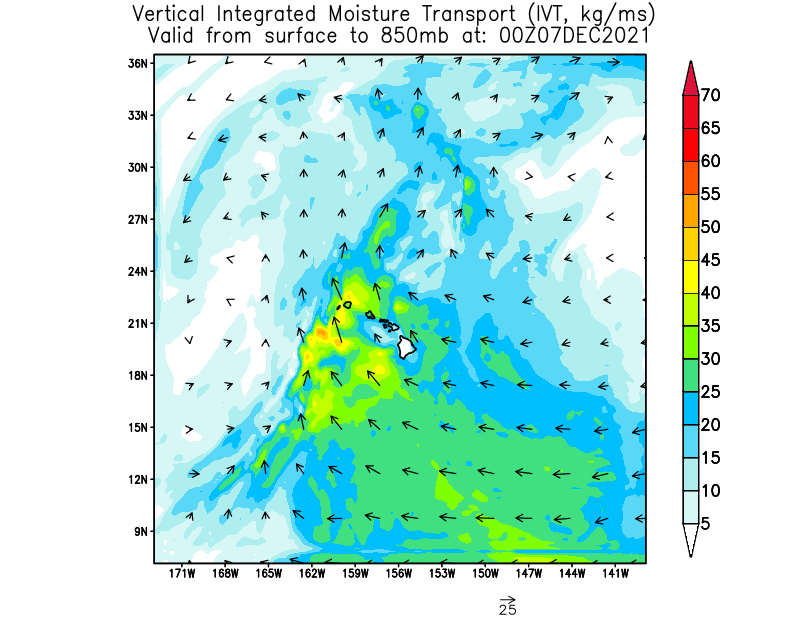 Vertical Integrated Moisture Transport (IVT, kg/ms)
Valid from surface to 850mb at: 00Z07DEC2021
36N
33N
30N
27N
24N
21N
18N
15N
12N
9N
171W 168W 165W 162W 159W 156W 153W 150W 147W 144W 141W
70
65
60
55
50
45
40
35
30
25
20
15
10
5
25